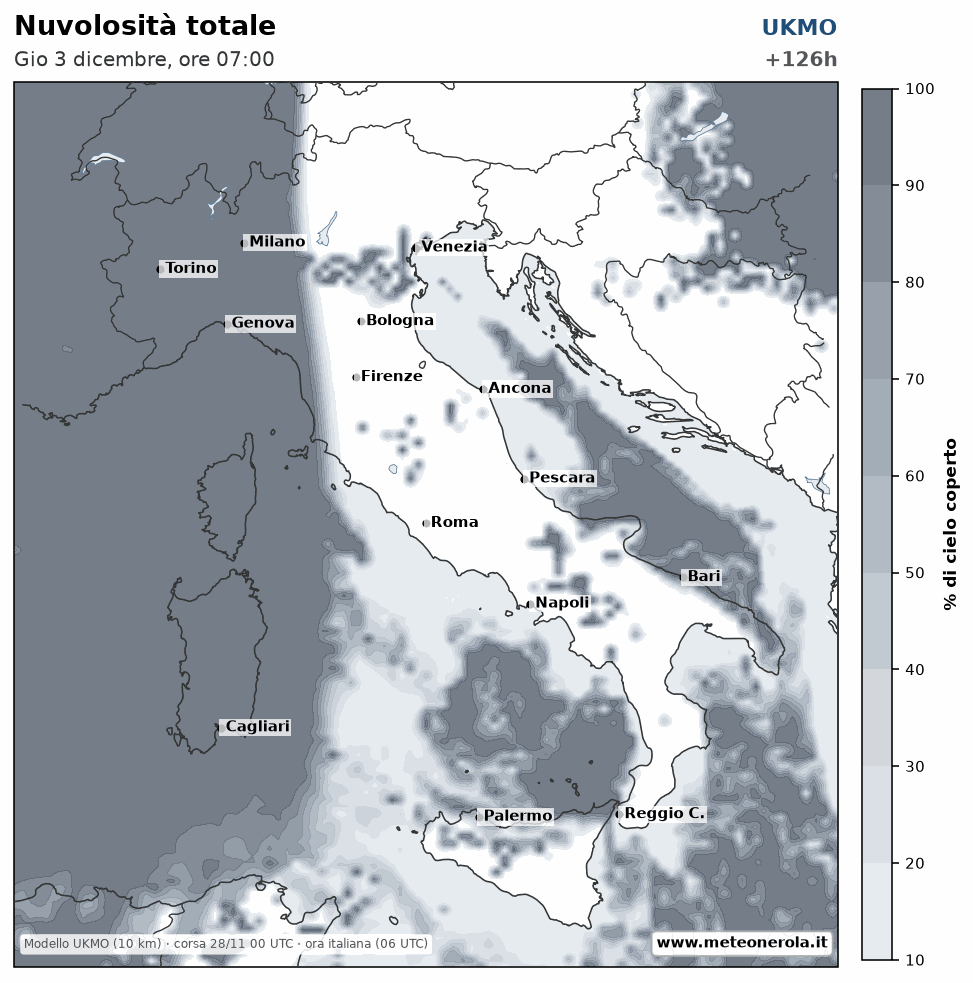 Nuvolosità totale
UKMO
Gio 3 dicembre, ore 07:00
+126h
100
90
80
70
60
50
40
30
20
10
% di cielo coperto
Milano
Venezia
Torino
Genova
Bologna
Firenze
Ancona
Pescara
Roma
Bari
Napoli
Cagliari
Palermo
Reggio C.
Modello UKMO (10 km) · corsa 28/11 00 UTC · ora italiana (06 UTC)
www.meteonerola.it